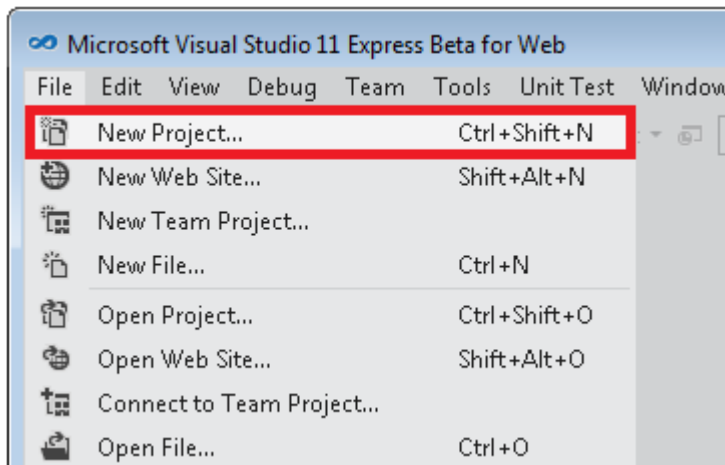 Microsoft Visual Studio 11 Express Beta for Web
File Edit View Debug Team Tools Unit Test Window
New Project... Ctrl+Shift+N
New Web Site... Shift+Alt+N
New Team Project...
New File... Ctrl+N
Open Project... Ctrl+Shift+O
Open Web Site... Shift+Alt+O
Connect to Team Project...
Open File... Ctrl+O